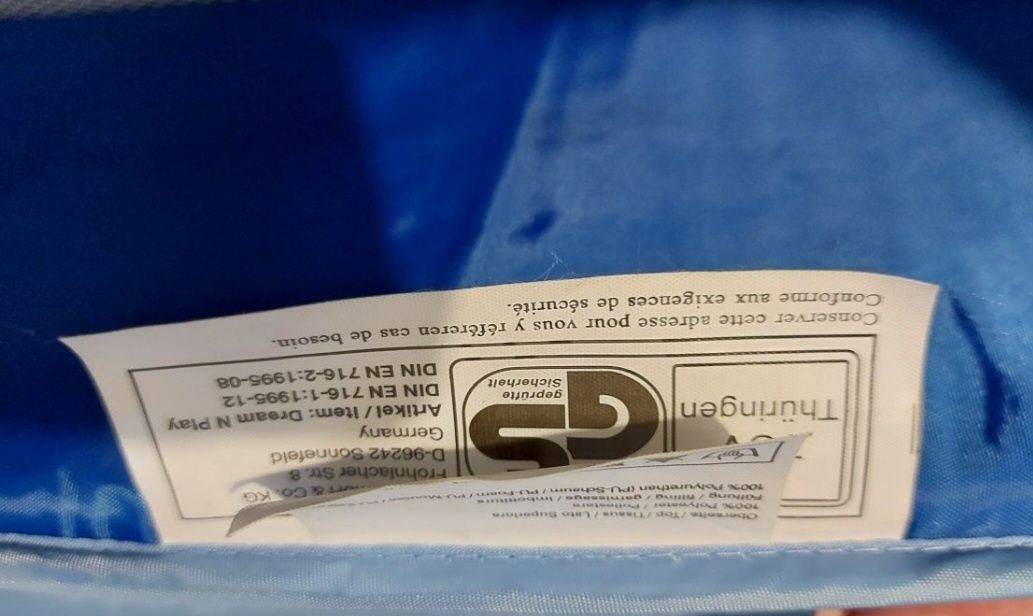 Oberseite / Top / Tissus / Lato Superiore
100% Polyester / Poliestere
Füllung / filling / garnissage / Imbottitura
100% Polyurethan (PU-Schaum / PU-Foam /
& Co. KG
Frohnlacher Str. 8
D-96242 Sonnefeld
Germany
Artikel / Item: Dream N Play
DIN EN 716-1:1995-12
DIN EN 716-2:1995-08
Thüringen
GS
geprüfte
Sicherheit
Conserver cette adresse pour vous y référeren cas de besoin.
Conforme aux exigences de sécurité.